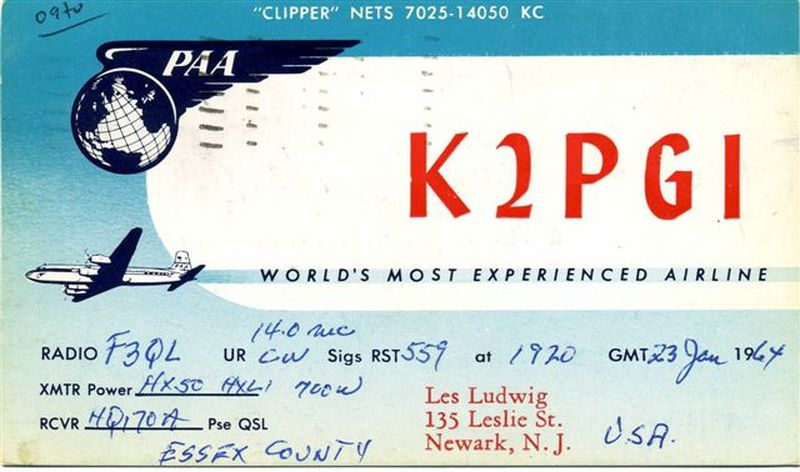 "CLIPPER" NETS 7025-14050 KC
PAA
K2PGI
WORLD'S MOST EXPERIENCED AIRLINE
14.0 mc
RADIO F3QL UR CW Sigs RST 559 at 1920 GMT 23 Jan 1964
XMTR Power HX50 HXL1 700W
RCVR HQ170A Pse QSL
ESSEX COUNTY
Les Ludwig
135 Leslie St.
Newark, N. J. USA.